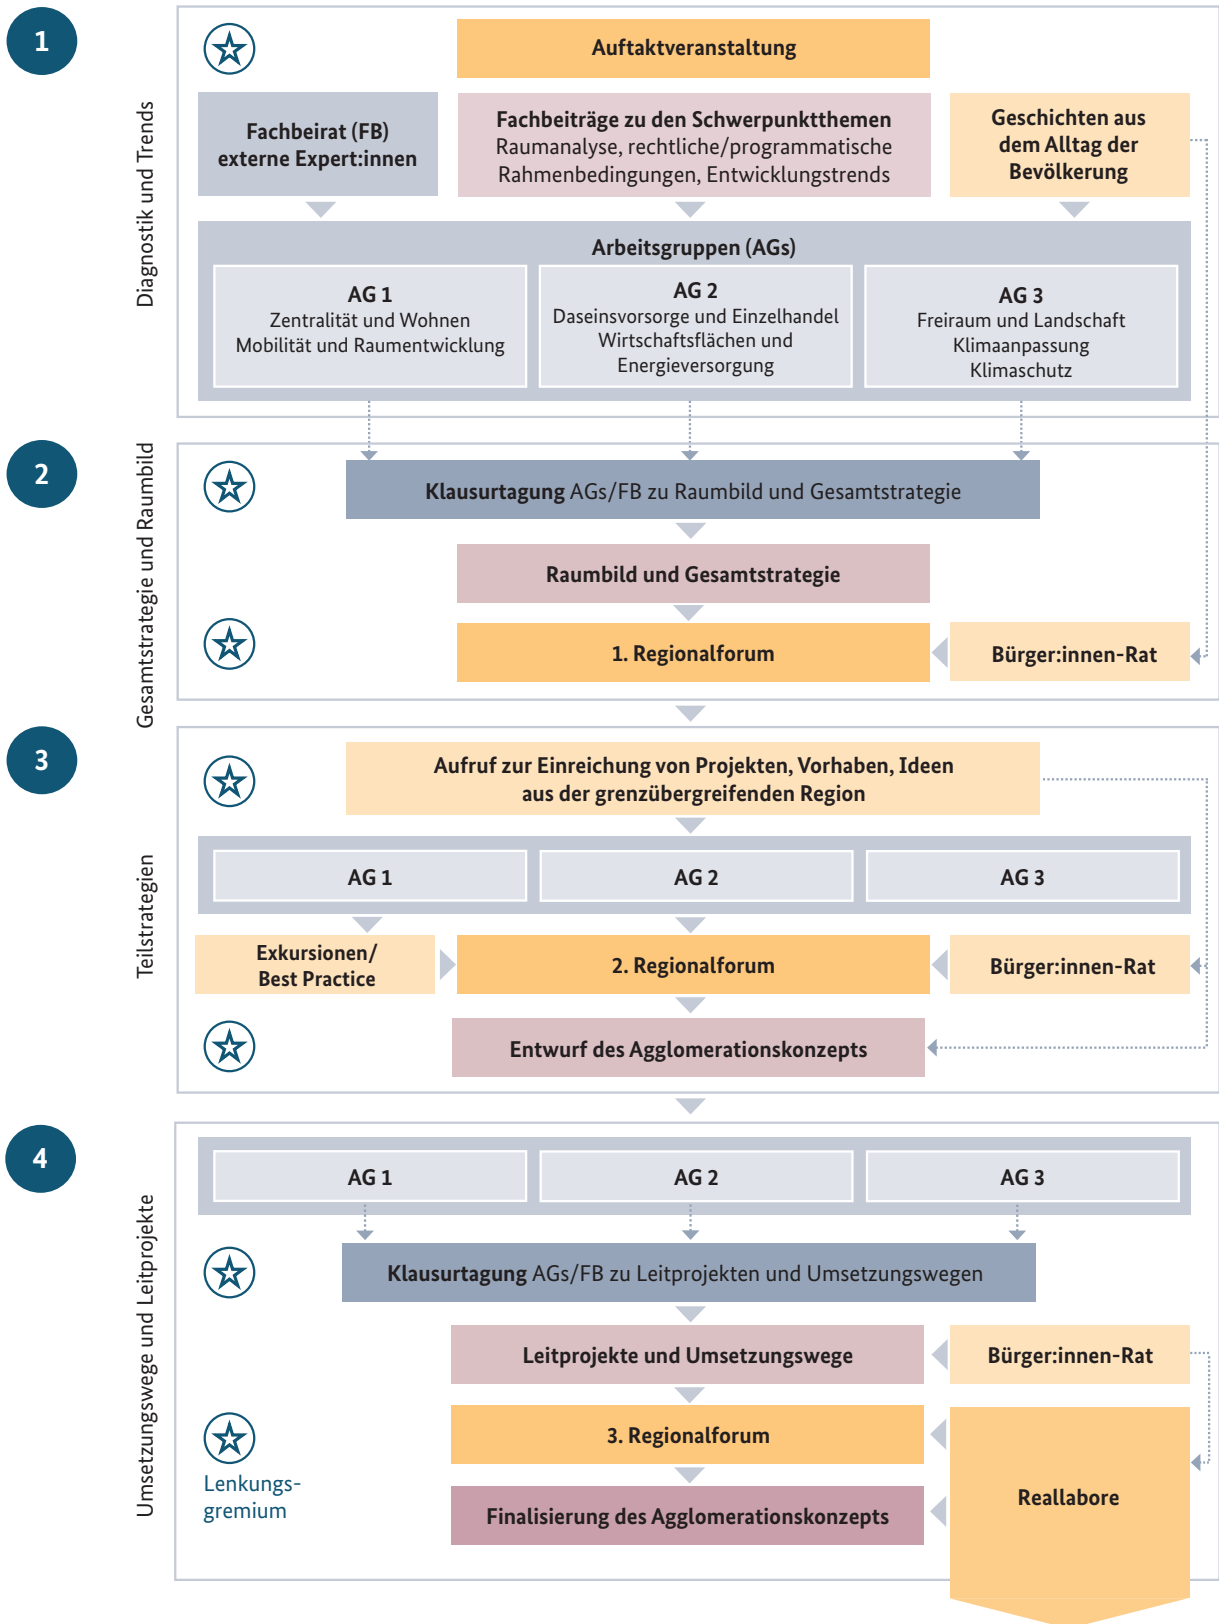 1
Diagnostik und Trends
Auftaktveranstaltung
Fachbeirat (FB)
externe Expert:innen
Fachbeiträge zu den Schwerpunktthemen
Raumanalyse, rechtliche/programmatische
Rahmenbedingungen, Entwicklungstrends
Geschichten aus
dem Alltag der
Bevölkerung
Arbeitsgruppen (AGs)
AG 1
Zentralität und Wohnen
Mobilität und Raumentwicklung
AG 2
Daseinsvorsorge und Einzelhandel
Wirtschaftsflächen und
Energieversorgung
AG 3
Freiraum und Landschaft
Klimaanpassung
Klimaschutz
2
Gesamtstrategie und Raumbild
Klausurtagung AGs/FB zu Raumbild und Gesamtstrategie
Raumbild und Gesamtstrategie
1. Regionalforum
Bürger:innen-Rat
3
Teilstrategien
Aufruf zur Einreichung von Projekten, Vorhaben, Ideen
aus der grenzübergreifenden Region
AG 1
AG 2
AG 3
Exkursionen/
Best Practice
2. Regionalforum
Bürger:innen-Rat
Entwurf des Agglomerationskonzepts
4
Umsetzungswege und Leitprojekte
AG 1
AG 2
AG 3
Klausurtagung AGs/FB zu Leitprojekten und Umsetzungswegen
Leitprojekte und Umsetzungswege
Bürger:innen-Rat
3. Regionalforum
Lenkungs-
gremium
Reallabore
Finalisierung des Agglomerationskonzepts